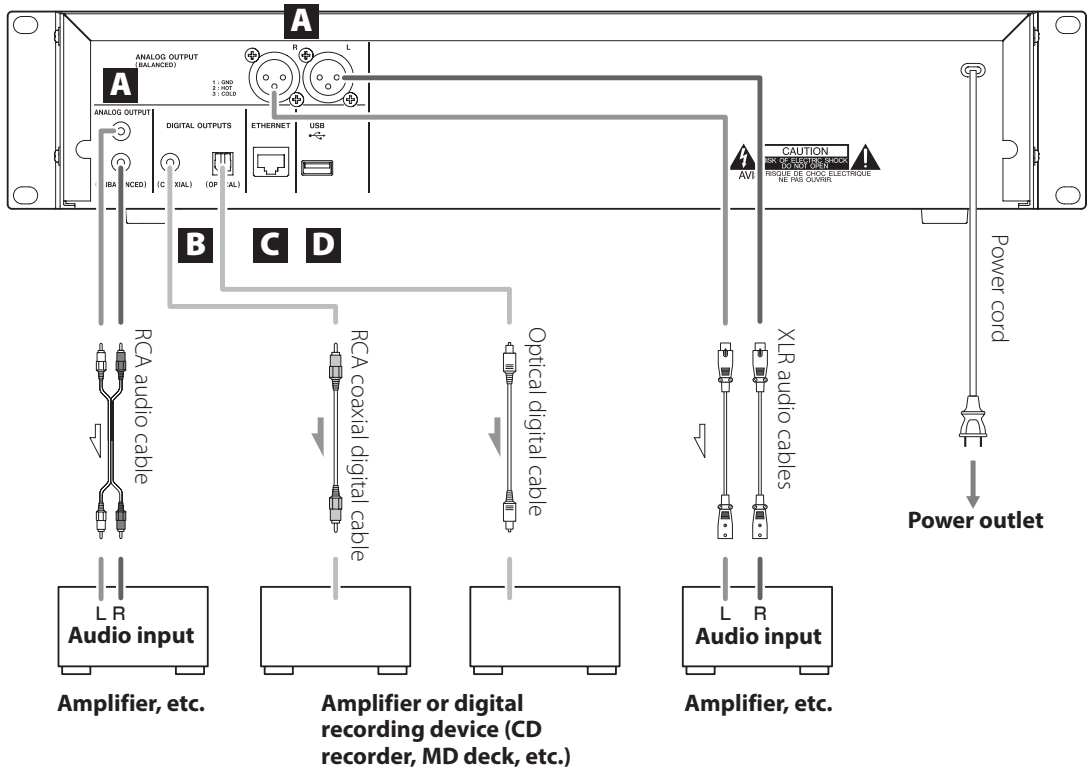 A
R L
ANALOG OUTPUT
(BALANCED)
1 : GND
2 : HOT
3 : COLD
A
ANALOG OUTPUT
DIGITAL OUTPUTS
ETHERNET
USB
(COAXIAL)
CAUTION
RISK OF ELECTRIC SHOCK
DO NOT OPEN
RISQUE DE CHOC ELECTRIQUE
NE PAS OUVRIR.
B
C
D
RCA audio cable
RCA coaxial digital cable
Optical digital cable
XLR audio cables
Power cord
Power outlet
L R
Audio input
L R
Audio input
Amplifier, etc.
Amplifier or digital
recording device (CD
recorder, MD deck, etc.)
Amplifier, etc.